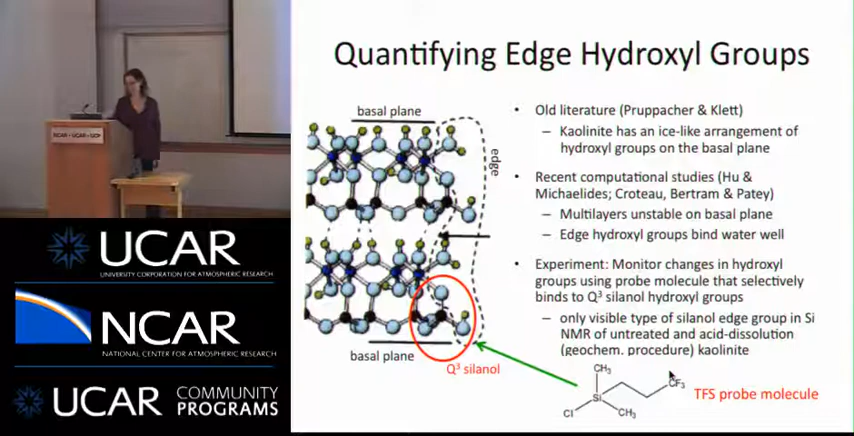 Quantifying Edge Hydroxyl Groups
basal plane
edge
basal plane
Q³ silanol
• Old literature (Pruppacher & Klett)
– Kaolinite has an ice-like arrangement of
hydroxyl groups on the basal plane
• Recent computational studies (Hu &
Michaelides; Croteau, Bertram & Patey)
– Multilayers unstable on basal plane
– Edge hydroxyl groups bind water well
• Experiment: Monitor changes in hydroxyl
groups using probe molecule that selectively
binds to Q³ silanol hydroxyl groups
– only visible type of silanol edge group in Si
NMR of untreated and acid-dissolution
(geochem. procedure) kaolinite
CH₃
CF₃
Si
Cl
CH₃
TFS probe molecule
NCAR • UCAR • UCP
UCAR
UNIVERSITY CORPORATION FOR ATMOSPHERIC RESEARCH
NCAR
NATIONAL CENTER FOR ATMOSPHERIC RESEARCH
UCAR
COMMUNITY
PROGRAMS